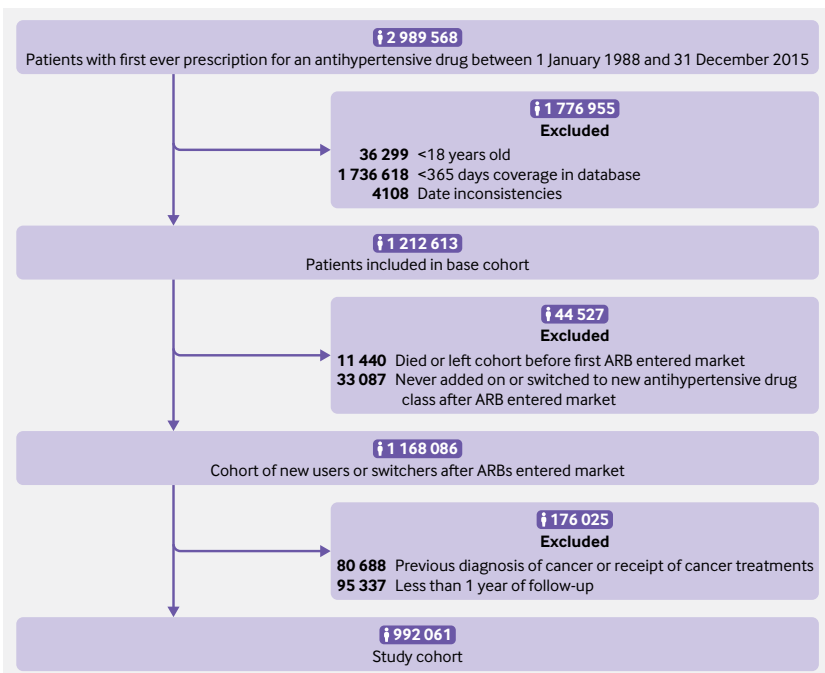 2 989 568
Patients with first ever prescription for an antihypertensive drug between 1 January 1988 and 31 December 2015
1 776 955
Excluded
36 299 <18 years old
1 736 618 <365 days coverage in database
4108 Date inconsistencies
1 212 613
Patients included in base cohort
44 527
Excluded
11 440 Died or left cohort before first ARB entered market
33 087 Never added on or switched to new antihypertensive drug
class after ARB entered market
1 168 086
Cohort of new users or switchers after ARBs entered market
176 025
Excluded
80 688 Previous diagnosis of cancer or receipt of cancer treatments
95 337 Less than 1 year of follow-up
992 061
Study cohort